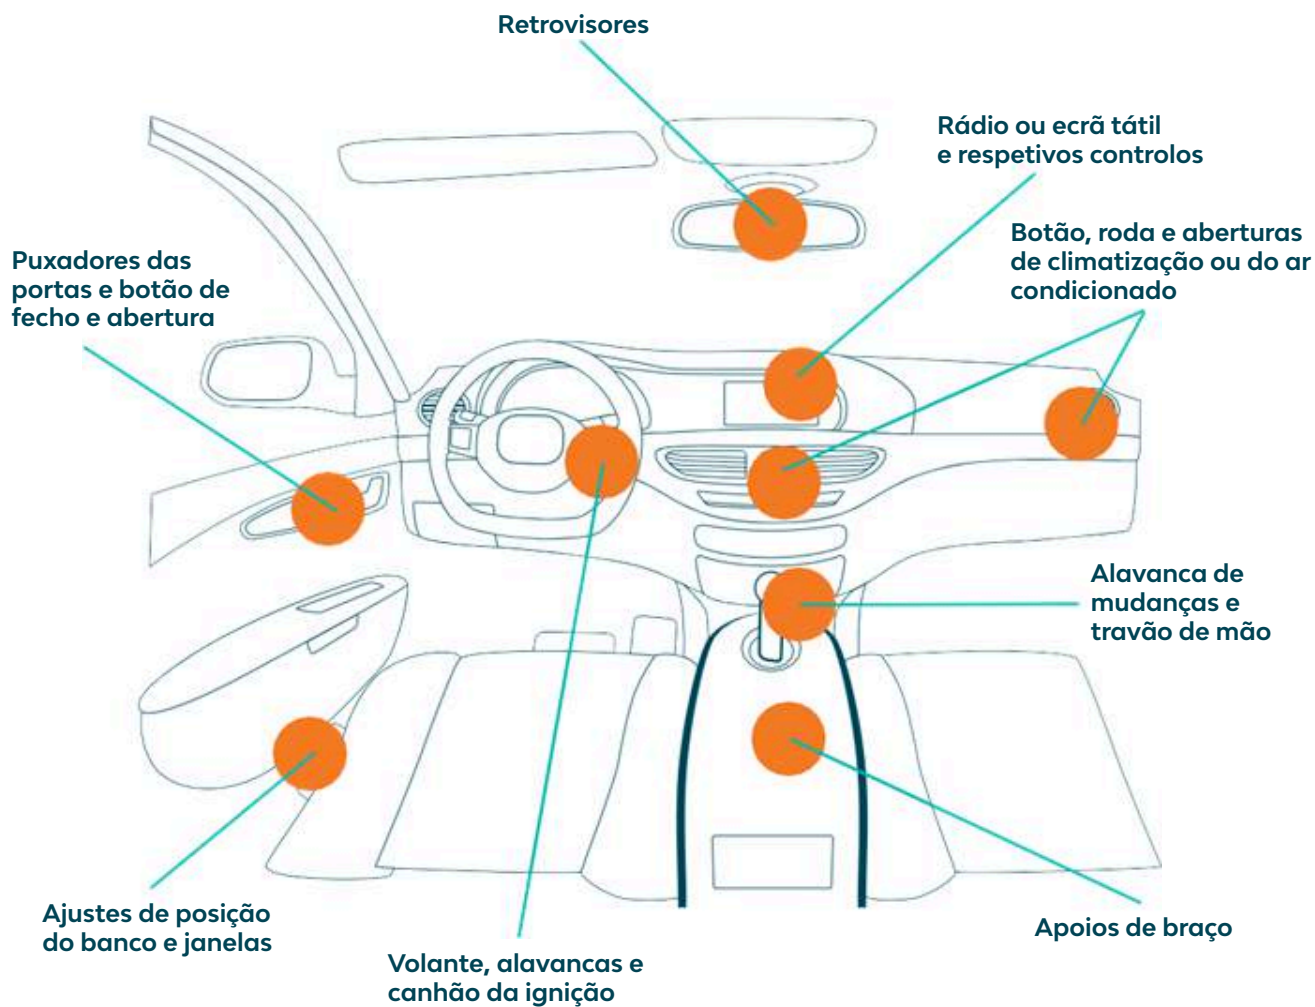 Retrovisores
Rádio ou ecrã tátil
e respetivos controlos
Botão, roda e aberturas
de climatização ou do ar
condicionado
Puxadores das
portas e botão de
fecho e abertura
Alavanca de
mudanças e
travão de mão
Ajustes de posição
do banco e janelas
Apoios de braço
Volante, alavancas e
canhão da ignição